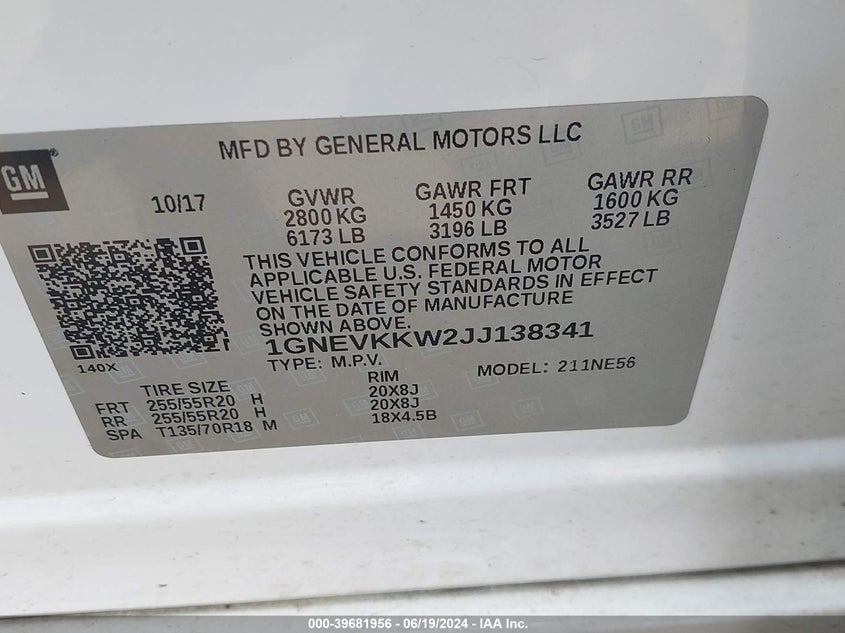 MFD BY GENERAL MOTORS LLC
GM
10/17
GVWR
2800 KG
6173 LB
GAWR FRT
1450 KG
3196 LB
GAWR RR
1600 KG
3527 LB
THIS VEHICLE CONFORMS TO ALL
APPLICABLE U.S. FEDERAL MOTOR
VEHICLE SAFETY STANDARDS IN EFFECT
ON THE DATE OF MANUFACTURE
SHOWN ABOVE.
1GNEVKKW2JJ138341
140X
TYPE: M.P.V.
MODEL: 211NE56
TIRE SIZE
RIM
FRT 255/55R20 H 20X8J
RR 255/55R20 H 20X8J
SPA T135/70R18 M 18X4.5B
000-39681956 - 06/19/2024 - IAA Inc.